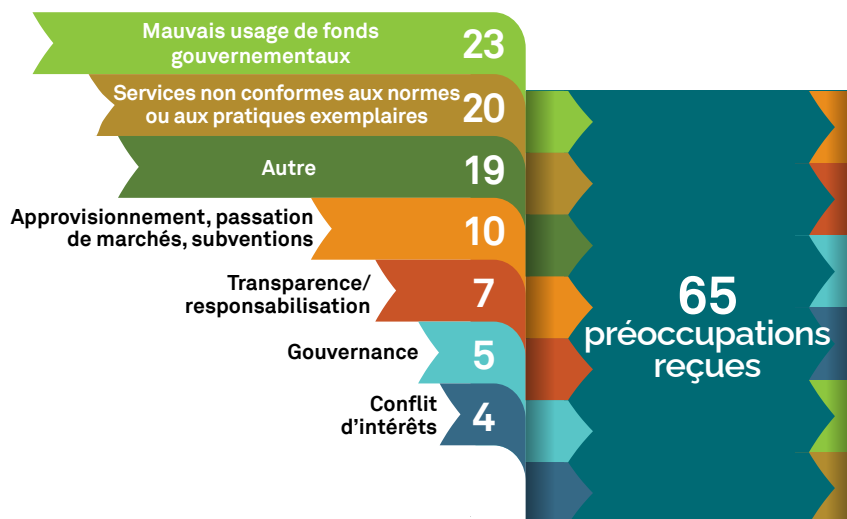 Mauvais usage de fonds
gouvernementaux
23
Services non conformes aux normes
ou aux pratiques exemplaires
20
Autre
19
Approvisionnement, passation
de marchés, subventions
10
Transparence/
responsabilisation
7
Gouvernance
5
Conflit
d'intérêts
4
65
préoccupations
reçues